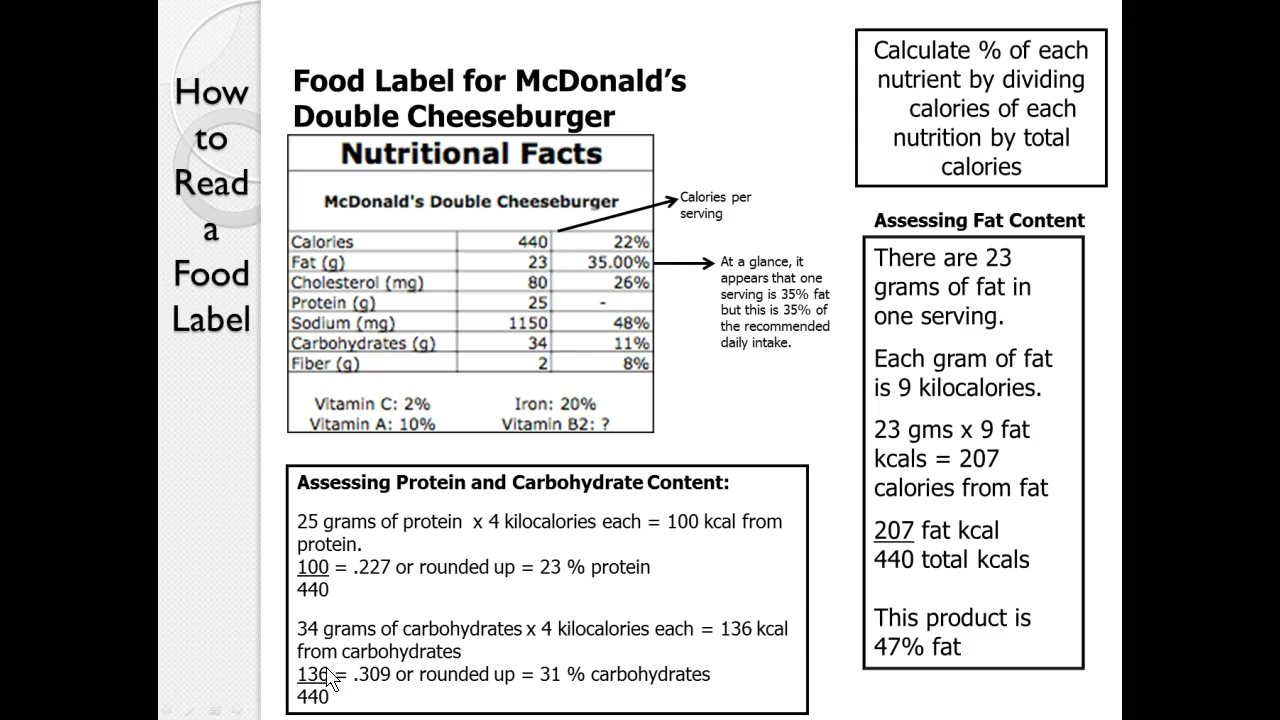 How
to
Read
a
Food
Label
Food Label for McDonald's
Double Cheeseburger
Nutritional Facts
McDonald's Double Cheeseburger
Calories 440 22%
Fat (g) 23 35.00%
Cholesterol (mg) 80 26%
Protein (g) 25 -
Sodium (mg) 1150 48%
Carbohydrates (g) 34 11%
Fiber (g) 2 8%
Vitamin C: 2% Iron: 20%
Vitamin A: 10% Vitamin B2: ?
Calories per
serving
At a glance, it
appears that one
serving is 35% fat
but this is 35% of
the recommended
daily intake.
Assessing Protein and Carbohydrate Content:
25 grams of protein x 4 kilocalories each = 100 kcal from
protein.
100 = .227 or rounded up = 23 % protein
440
34 grams of carbohydrates x 4 kilocalories each = 136 kcal
from carbohydrates
136 = .309 or rounded up = 31 % carbohydrates
440
Calculate % of each
nutrient by dividing
calories of each
nutrition by total
calories
Assessing Fat Content
There are 23
grams of fat in
one serving.
Each gram of fat
is 9 kilocalories.
23 gms x 9 fat
kcals = 207
calories from fat
207 fat kcal
440 total kcals
This product is
47% fat